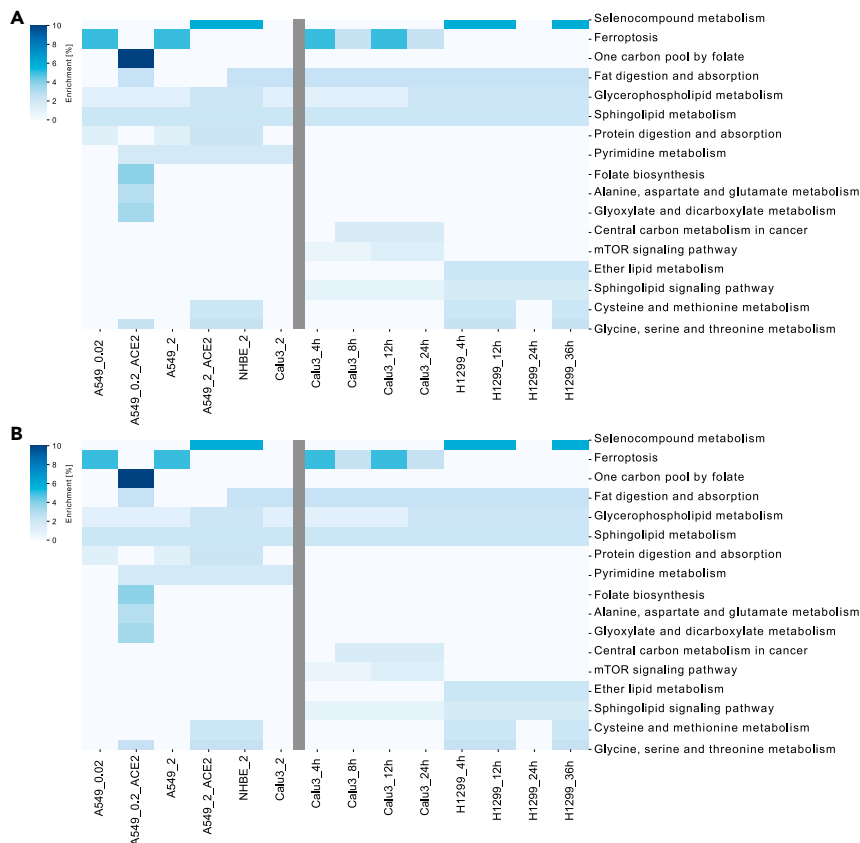 A
10
8
6
4
2
0
Enrichment [%]
Selenocompound metabolism
Ferroptosis
One carbon pool by folate
Fat digestion and absorption
Glycerophospholipid metabolism
Sphingolipid metabolism
Protein digestion and absorption
Pyrimidine metabolism
Folate biosynthesis
Alanine, aspartate and glutamate metabolism
Glyoxylate and dicarboxylate metabolism
Central carbon metabolism in cancer
mTOR signaling pathway
Ether lipid metabolism
Sphingolipid signaling pathway
Cysteine and methionine metabolism
Glycine, serine and threonine metabolism
A549_0.02
A549_0.2_ACE2
A549_2
A549_2_ACE2
NHBE_2
Calu3_2
Calu3_4h
Calu3_8h
Calu3_12h
Calu3_24h
H1299_4h
H1299_12h
H1299_24h
H1299_36h
B
10
8
6
4
2
0
Enrichment [%]
Selenocompound metabolism
Ferroptosis
One carbon pool by folate
Fat digestion and absorption
Glycerophospholipid metabolism
Sphingolipid metabolism
Protein digestion and absorption
Pyrimidine metabolism
Folate biosynthesis
Alanine, aspartate and glutamate metabolism
Glyoxylate and dicarboxylate metabolism
Central carbon metabolism in cancer
mTOR signaling pathway
Ether lipid metabolism
Sphingolipid signaling pathway
Cysteine and methionine metabolism
Glycine, serine and threonine metabolism
A549_0.02
A549_0.2_ACE2
A549_2
A549_2_ACE2
NHBE_2
Calu3_2
Calu3_4h
Calu3_8h
Calu3_12h
Calu3_24h
H1299_4h
H1299_12h
H1299_24h
H1299_36h